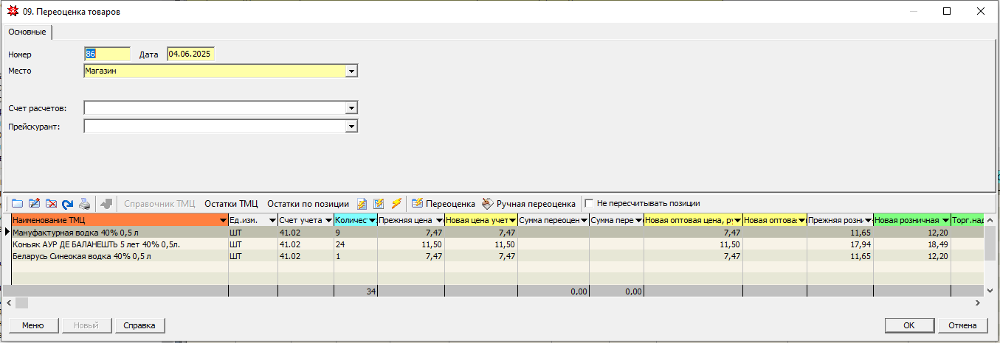 09. Переоценка товаров
Основные
Номер 86 Дата 04.06.2025
Место Магазин
Счет расчетов:
Прейскурант:
Справочник ТМЦ Остатки ТМЦ Остатки по позиции Переоценка Ручная переоценка Не пересчитывать позиции
Наименование ТМЦ Ед.изм. Счет учета Количест Прежняя цена Новая цена учет Сумма переоцен Сумма пере Новая оптовая цена, ру Новая оптова Прежняя розни Новая розничная Торг.над
Мануфактурная водка 40% 0,5 л ШТ 41.02 9 7,47 7,47 7,47 11,65 12,20
Коньяк АУР ДЕ БАЛАНЕШТЬ 5 лет 40% 0,5л. ШТ 41.02 24 11,50 11,50 11,50 17,94 18,49
Беларусь Синеокая водка 40% 0,5 л ШТ 41.02 1 7,47 7,47 7,47 11,65 12,20
34 0,00 0,00
Меню Новый Справка OK Отмена